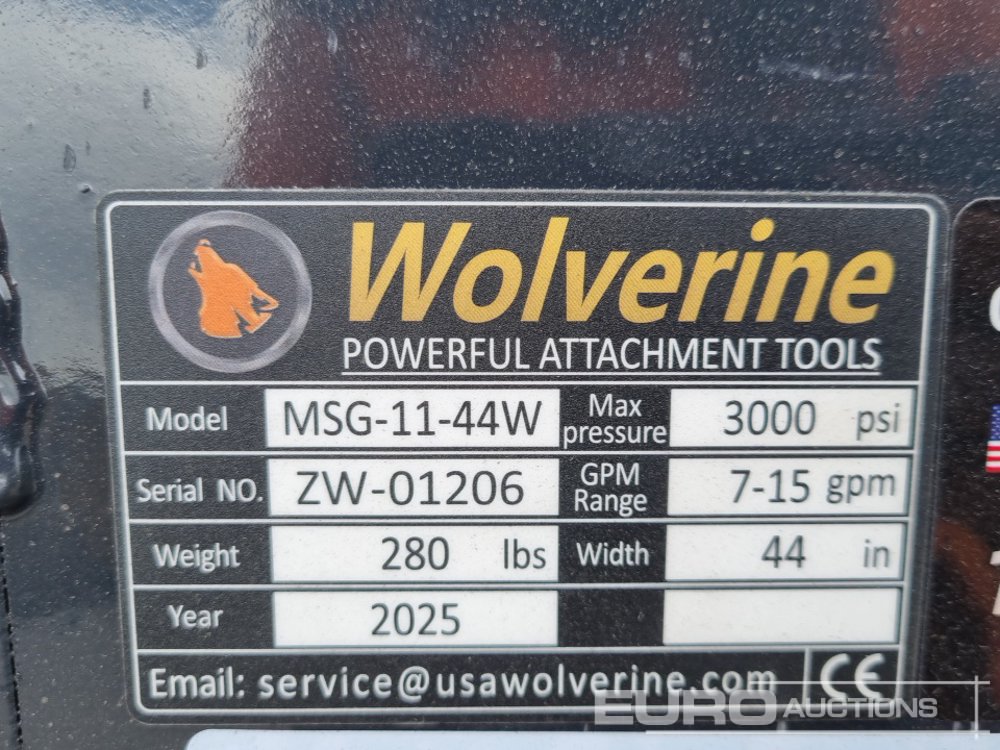 Wolverine
POWERFUL ATTACHMENT TOOLS
Model MSG-11-44W Max pressure 3000 psi
Serial NO. ZW-01206 GPM Range 7-15 gpm
Weight 280 lbs Width 44 in
Year 2025
Email: service@usawolverine.com CE
EURO AUCTIONS